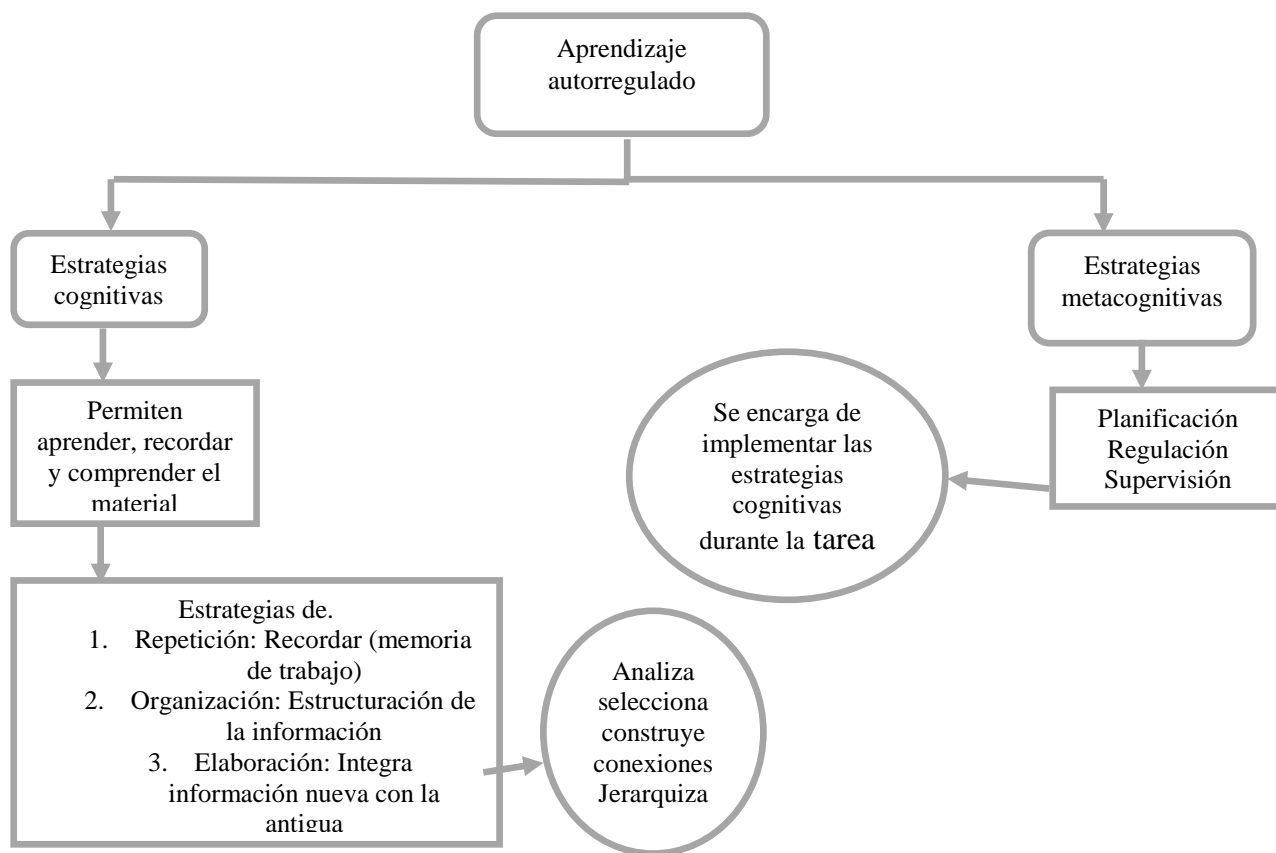 Aprendizaje
autorregulado
Estrategias
cognitivas
Estrategias
metacognitivas
Permiten
aprender, recordar
y comprender el
material
Se encarga de
implementar las
estrategias
cognitivas
durante la tarea
Planificación
Regulación
Supervisión
Estrategias de.
1. Repetición: Recordar (memoria
de trabajo)
2. Organización: Estructuración de
la información
3. Elaboración: Integra
información nueva con la
antigua
Analiza
selecciona
construye
conexiones
Jerarquiza